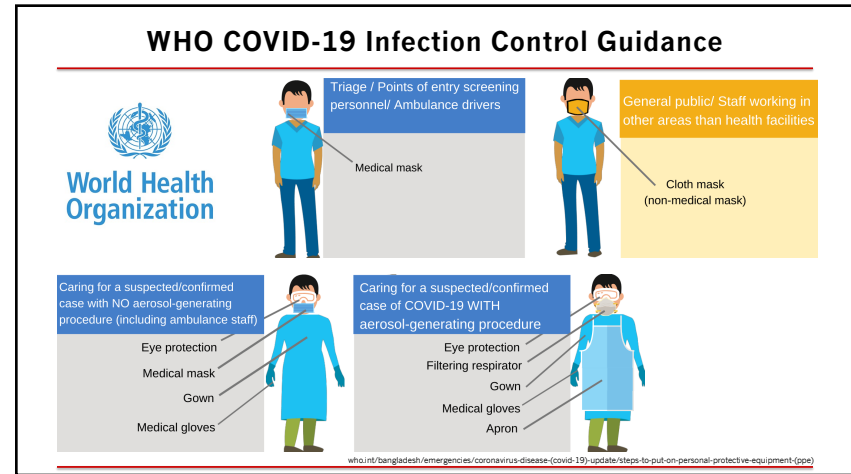 WHO COVID-19 Infection Control Guidance
World Health
Organization
Triage / Points of entry screening
personnel/ Ambulance drivers
Medical mask
General public/ Staff working in
other areas than health facilities
Cloth mask
(non-medical mask)
Caring for a suspected/confirmed
case with NO aerosol-generating
procedure (including ambulance staff)
Eye protection
Medical mask
Gown
Medical gloves
Caring for a suspected/confirmed
case of COVID-19 WITH
aerosol-generating procedure
Eye protection
Filtering respirator
Gown
Medical gloves
Apron
who.int/bangladesh/emergencies/coronavirus-disease-(covid-19)-update/steps-to-put-on-personal-protective-equipment-(ppe)